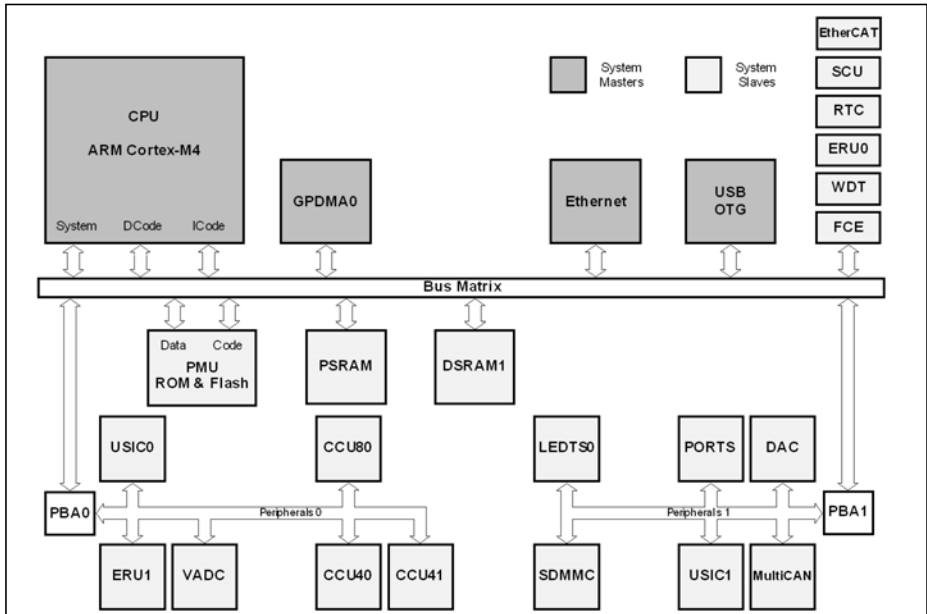 EtherCAT
CPU
ARM Cortex-M4
System
Masters
System
Slaves
SCU
RTC
ERU0
GPDMA0
Ethernet
USB
OTG
WDT
System DCode ICode
FCE
Bus Matrix
Data Code
PMU
ROM & Flash
PSRAM
DSRAM1
USIC0
CCU80
LEDTS0
PORTS
DAC
PBA0
Peripherals 0
Peripherals 1
PBA1
ERU1
VADC
CCU40
CCU41
SDMMC
USIC1
MultiCAN